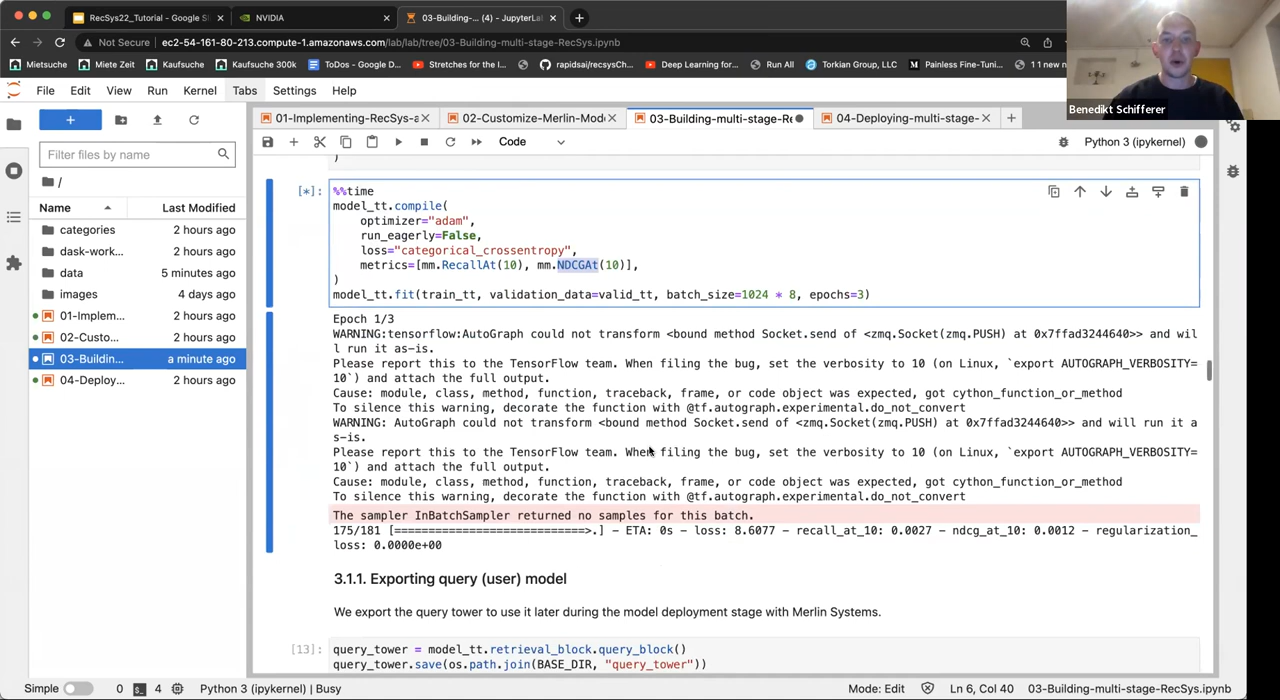 RecSys22_Tutorial - Google Sl
NVIDIA
03-Building-... (4) - JupyterLa
Not Secure
ec2-54-161-80-213.compute-1.amazonaws.com/lab/lab/tree/03-Building-multi-stage-RecSys.ipynb
Mietsuche
Miete Zeit
Kaufsuche
Kaufsuche 300k
ToDos - Google D...
Stretches for the l...
rapidsai/recsysCh...
Deep Learning for...
Run All
Torkian Group, LLC
Painless Fine-Tuni...
1 1 new n
Benedikt Schifferer
File Edit View Run Kernel Tabs Settings Help
01-Implementing-RecSys-a
02-Customize-Merlin-Mode
03-Building-multi-stage-Re
04-Deploying-multi-stage-
Code
Python 3 (ipykernel)
Filter files by name
/
Name Last Modified
categories 2 hours ago
dask-work... 2 hours ago
data 5 minutes ago
images 4 days ago
01-Implem... 2 hours ago
02-Custo... 2 hours ago
03-Buildin... a minute ago
04-Deploy... 2 hours ago
)
[*]: %%time
model_tt.compile(
optimizer="adam",
run_eagerly=False,
loss="categorical_crossentropy",
metrics=[mm.RecallAt(10), mm.NDCGAt(10)],
)
model_tt.fit(train_tt, validation_data=valid_tt, batch_size=1024 * 8, epochs=3)
Epoch 1/3
WARNING:tensorflow:AutoGraph could not transform <bound method Socket.send of <zmq.Socket(zmq.PUSH) at 0x7ffad3244640>> and wil
l run it as-is.
Please report this to the TensorFlow team. When filing the bug, set the verbosity to 10 (on Linux, `export AUTOGRAPH_VERBOSITY=
10`) and attach the full output.
Cause: module, class, method, function, traceback, frame, or code object was expected, got cython_function_or_method
To silence this warning, decorate the function with @tf.autograph.experimental.do_not_convert
WARNING: AutoGraph could not transform <bound method Socket.send of <zmq.Socket(zmq.PUSH) at 0x7ffad3244640>> and will run it a
s-is.
Please report this to the TensorFlow team. When filing the bug, set the verbosity to 10 (on Linux, `export AUTOGRAPH_VERBOSITY=
10`) and attach the full output.
Cause: module, class, method, function, traceback, frame, or code object was expected, got cython_function_or_method
To silence this warning, decorate the function with @tf.autograph.experimental.do_not_convert
The sampler InBatchSampler returned no samples for this batch.
175/181 [============================>.] - ETA: 0s - loss: 8.6077 - recall_at_10: 0.0027 - ndcg_at_10: 0.0012 - regularization_
loss: 0.0000e+00
3.1.1. Exporting query (user) model
We export the query tower to use it later during the model deployment stage with Merlin Systems.
[13]: query_tower = model_tt.retrieval_block.query_block()
query_tower.save(os.path.join(BASE_DIR, "query_tower"))
Simple 0 4 Python 3 (ipykernel) | Busy
Mode: Edit Ln 6, Col 40 03-Building-multi-stage-RecSys.ipynb